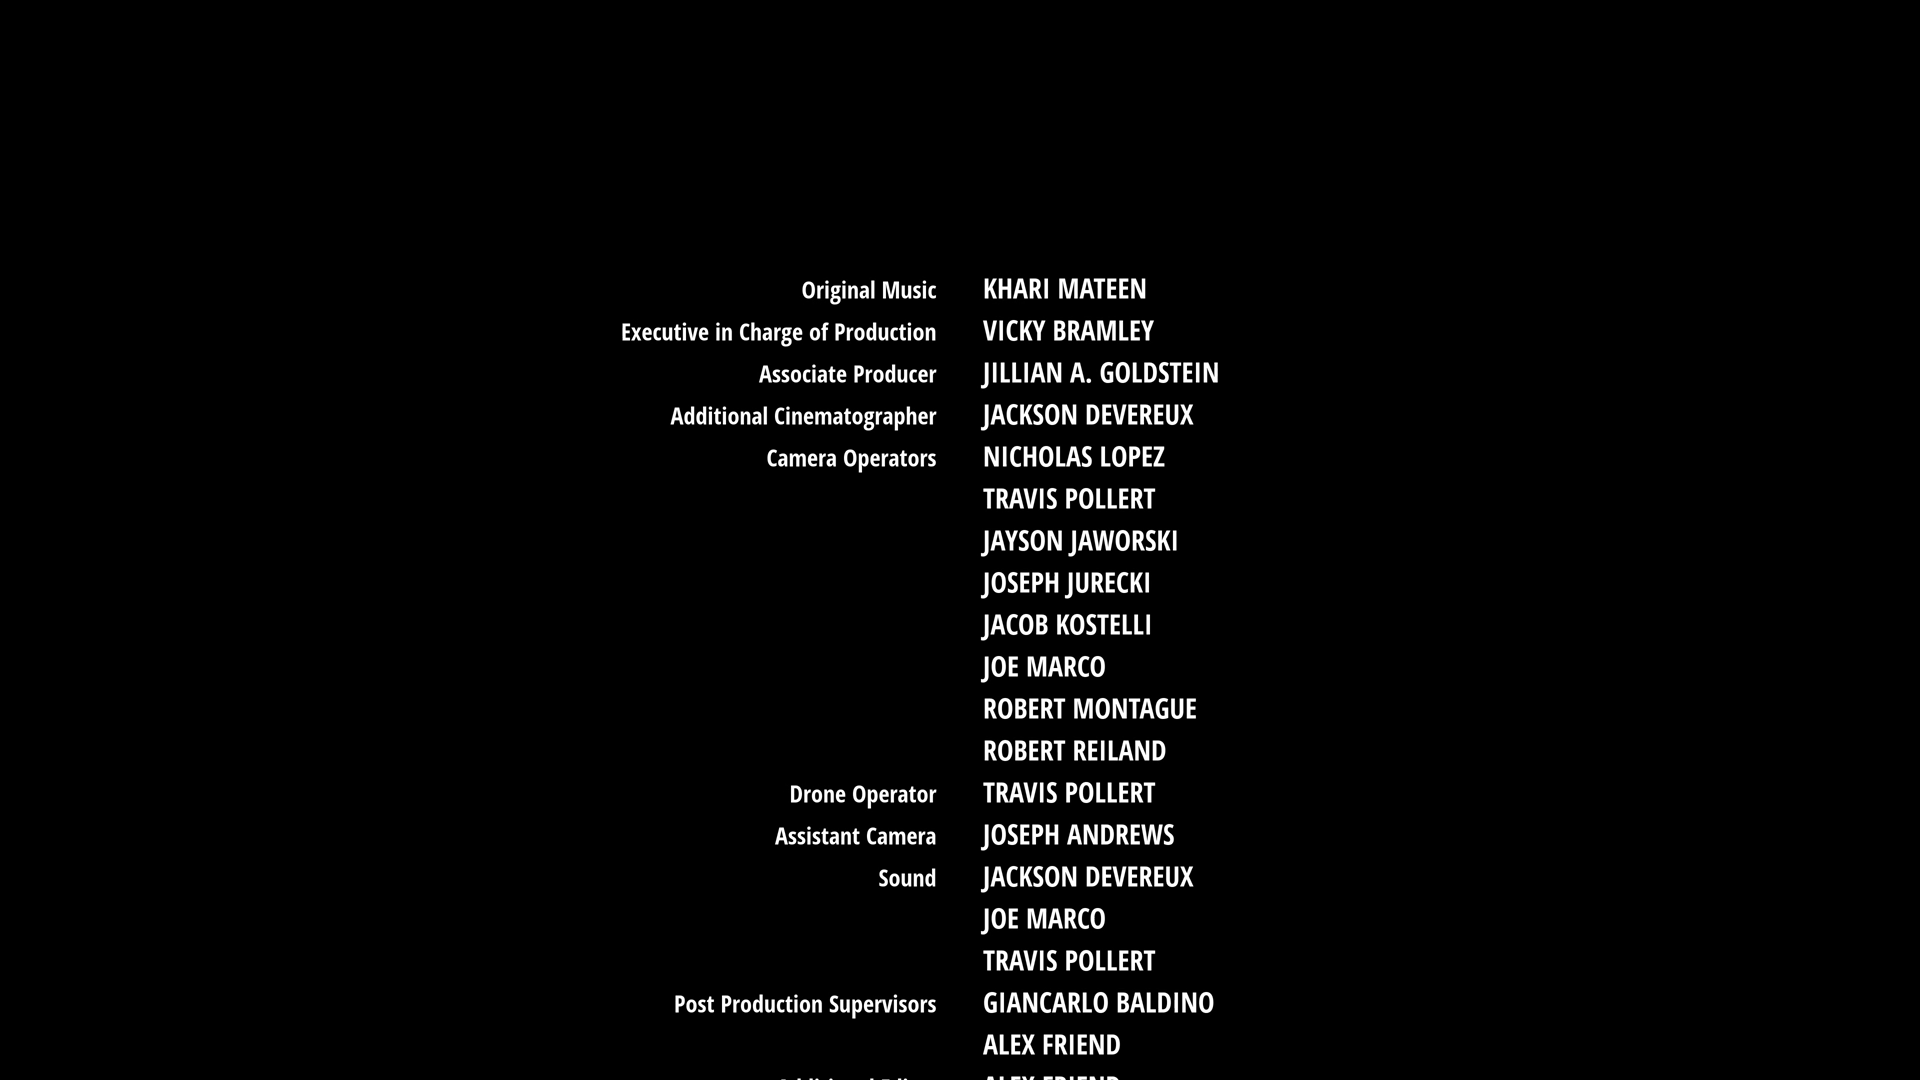 Original Music KHARI MATEEN
Executive in Charge of Production VICKY BRAMLEY
Associate Producer JILLIAN A. GOLDSTEIN
Additional Cinematographer JACKSON DEVEREUX
Camera Operators NICHOLAS LOPEZ
TRAVIS POLLERT
JAYSON JAWORSKI
JOSEPH JURECKI
JACOB KOSTELLI
JOE MARCO
ROBERT MONTAGUE
ROBERT REILAND
Drone Operator TRAVIS POLLERT
Assistant Camera JOSEPH ANDREWS
Sound JACKSON DEVEREUX
JOE MARCO
TRAVIS POLLERT
Post Production Supervisors GIANCARLO BALDINO
ALEX FRIEND
ALEX FRIEND